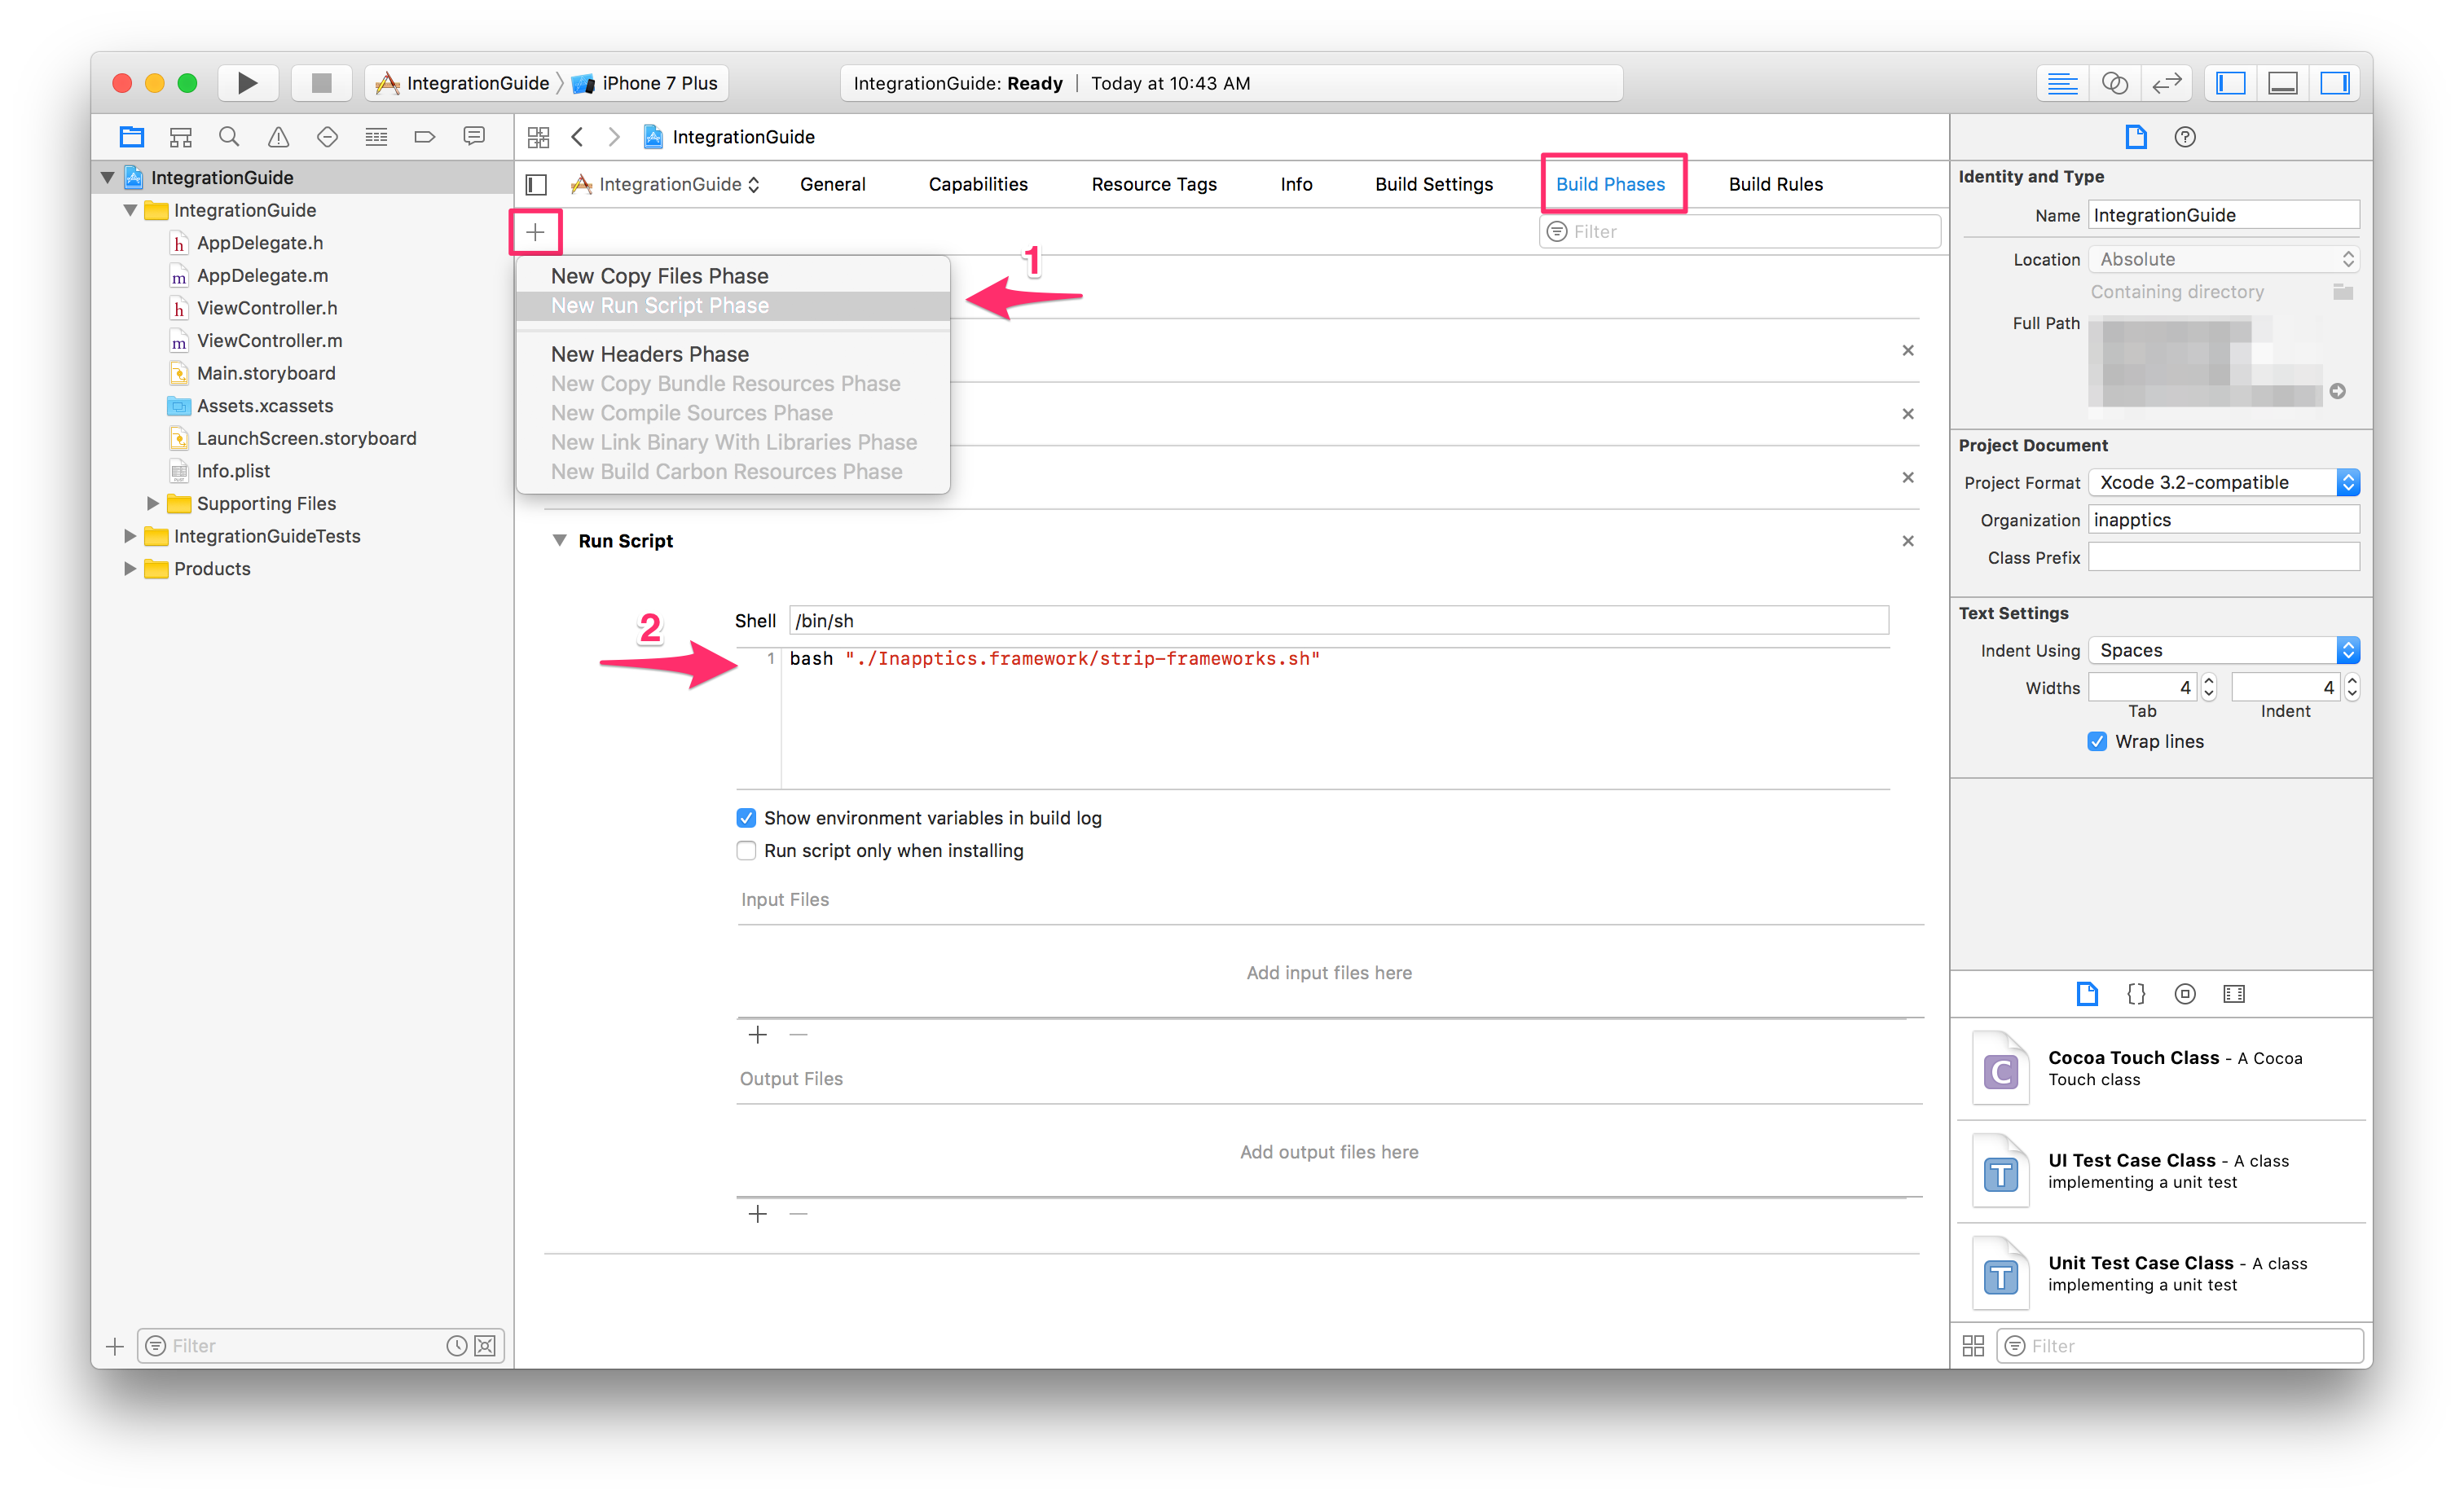 IntegrationGuide iPhone 7 Plus
IntegrationGuide: Ready | Today at 10:43 AM
IntegrationGuide
IntegrationGuide
IntegrationGuide
h AppDelegate.h
m AppDelegate.m
h ViewController.h
m ViewController.m
Main.storyboard
Assets.xcassets
LaunchScreen.storyboard
Info.plist
Supporting Files
IntegrationGuideTests
Products
Filter
IntegrationGuide General Capabilities Resource Tags Info Build Settings Build Phases Build Rules
Filter
1
New Copy Files Phase
New Run Script Phase
New Headers Phase
New Copy Bundle Resources Phase
New Compile Sources Phase
New Link Binary With Libraries Phase
New Build Carbon Resources Phase
Run Script
Shell /bin/sh
2
1 bash "./Inapptics.framework/strip-frameworks.sh"
Show environment variables in build log
Run script only when installing
Input Files
Add input files here
Output Files
Add output files here
Identity and Type
Name IntegrationGuide
Location Absolute
Containing directory
Full Path
Project Document
Project Format Xcode 3.2-compatible
Organization inapptics
Class Prefix
Text Settings
Indent Using Spaces
Widths 4 4
Tab Indent
Wrap lines
{}
C
Cocoa Touch Class - A Cocoa
Touch class
T
UI Test Case Class - A class
implementing a unit test
T
Unit Test Case Class - A class
implementing a unit test
Filter